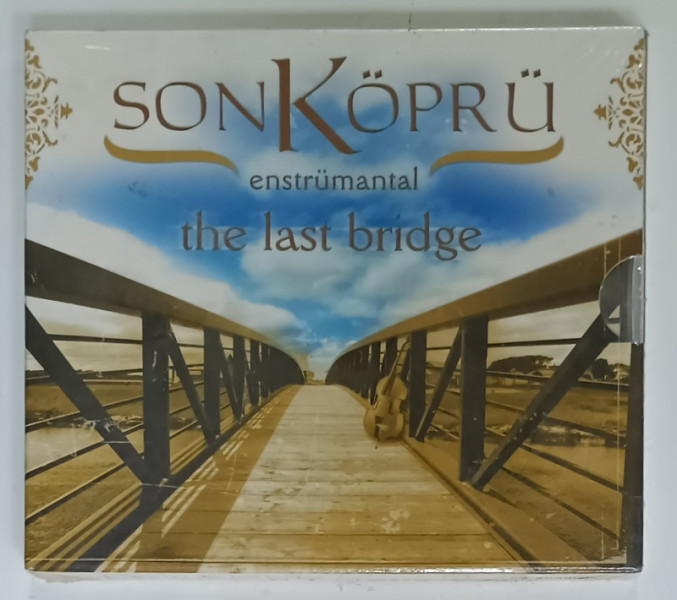 SONKÖPRÜ
enstrümantal
the last bridge